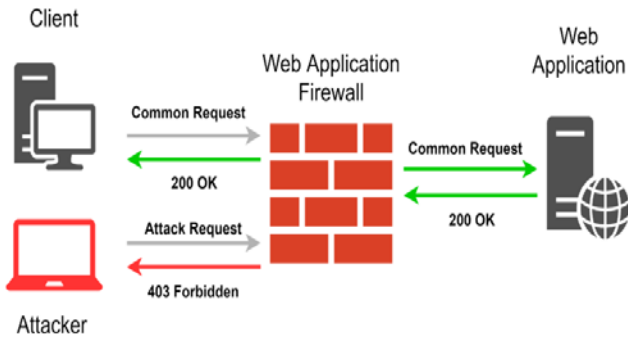 Client
Web Application
Firewall
Web
Application
Common Request
200 OK
Common Request
200 OK
Attack Request
403 Forbidden
Attacker